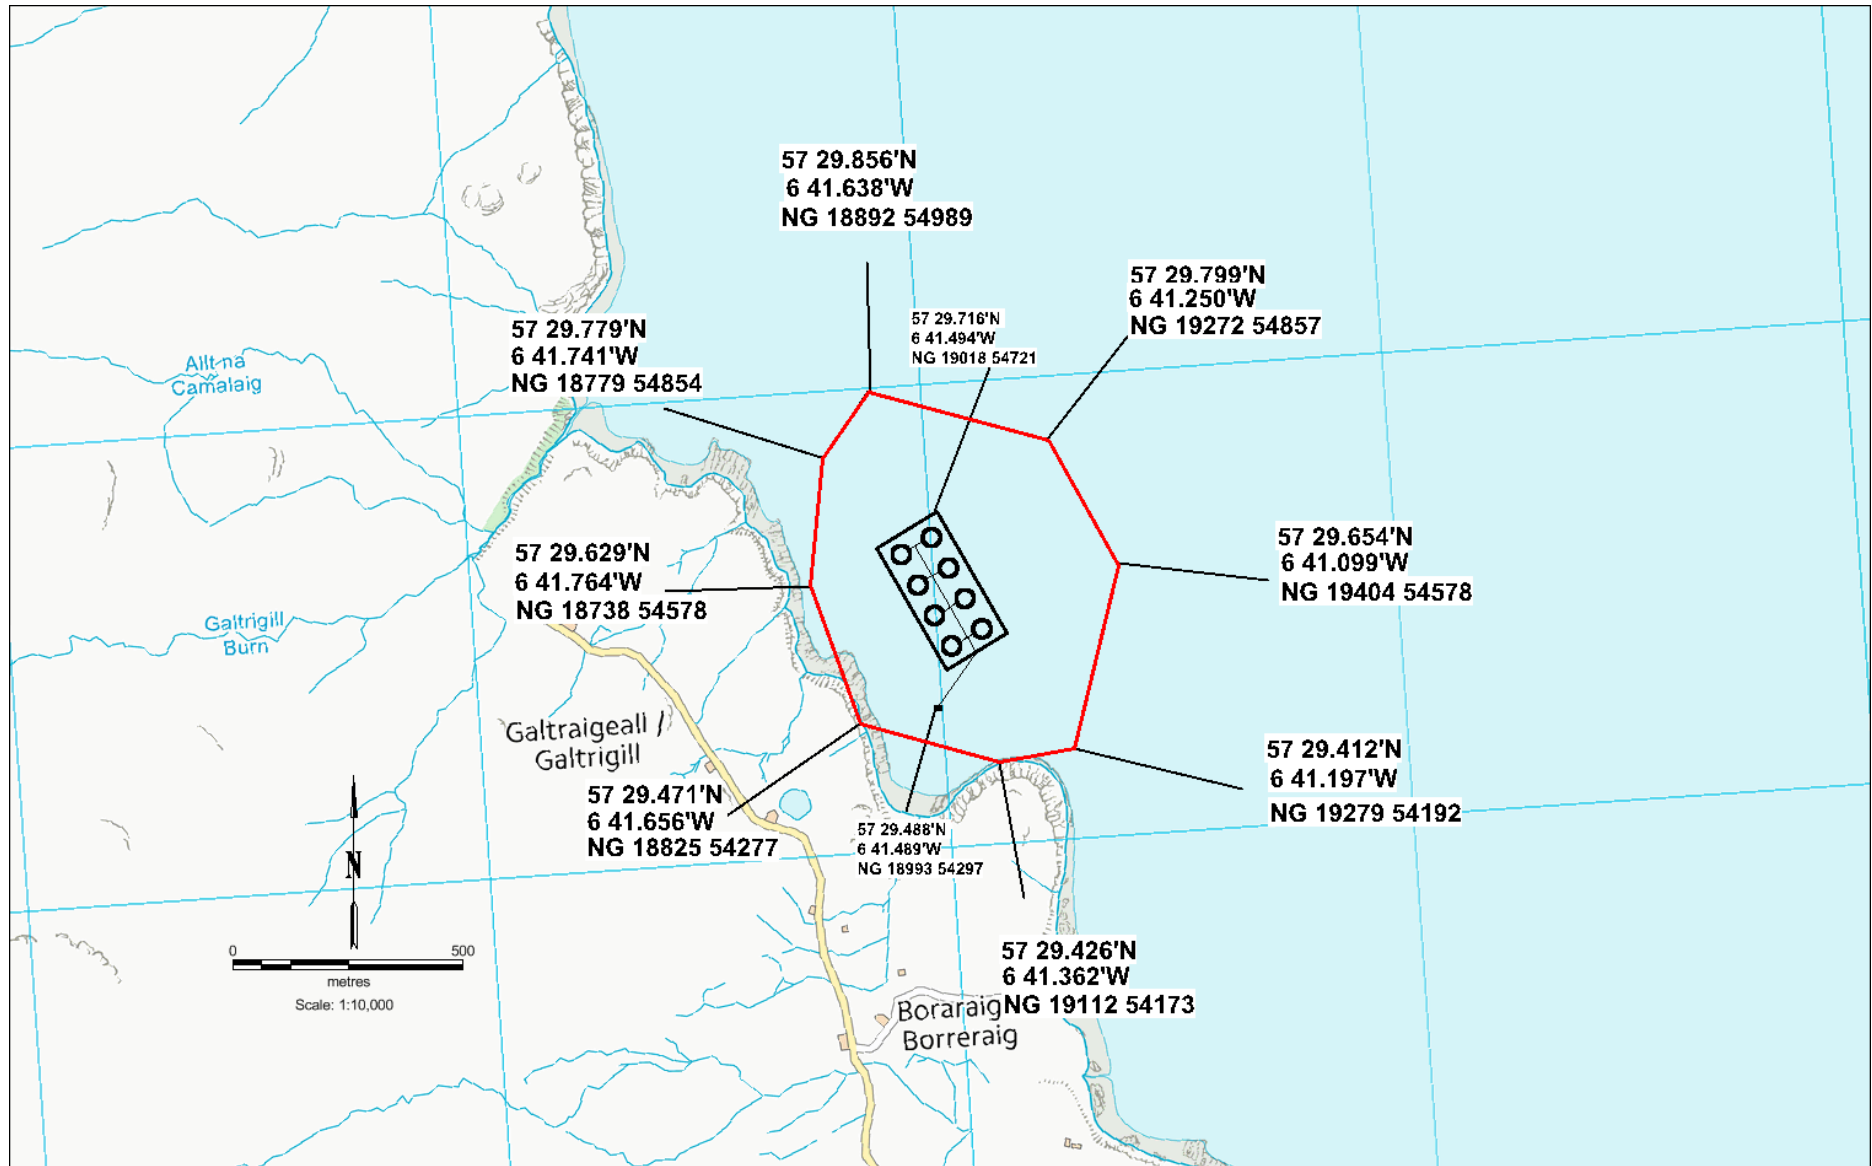 57 29.856'N
6 41.638'W
NG 18892 54989
57 29.799'N
6 41.250'W
NG 19272 54857
57 29.716'N
6 41.494'W
NG 19018 54721
57 29.779'N
6 41.741'W
NG 18779 54854
Allt na
Camalaig
57 29.654'N
6 41.099'W
NG 19404 54578
57 29.629'N
6 41.764'W
NG 18738 54578
Galtrigill
Burn
Galtraigeall /
Galtrigill
57 29.412'N
6 41.197'W
NG 19279 54192
57 29.471'N
6 41.656'W
NG 18825 54277
57 29.488'N
6 41.489'W
NG 18993 54297
N
0 500
metres
Scale: 1:10,000
57 29.426'N
6 41.362'W
NG 19112 54173
Boraraig
Borreraig